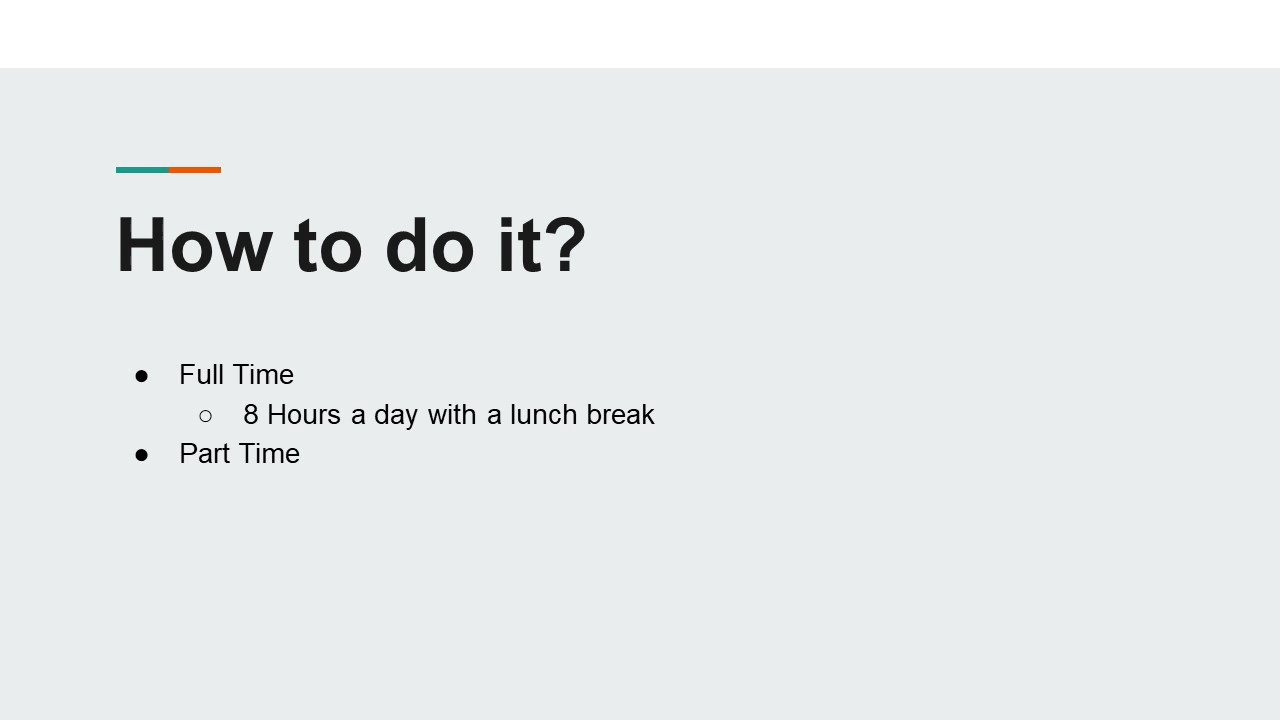 How to do it?
● Full Time
○ 8 Hours a day with a lunch break
● Part Time